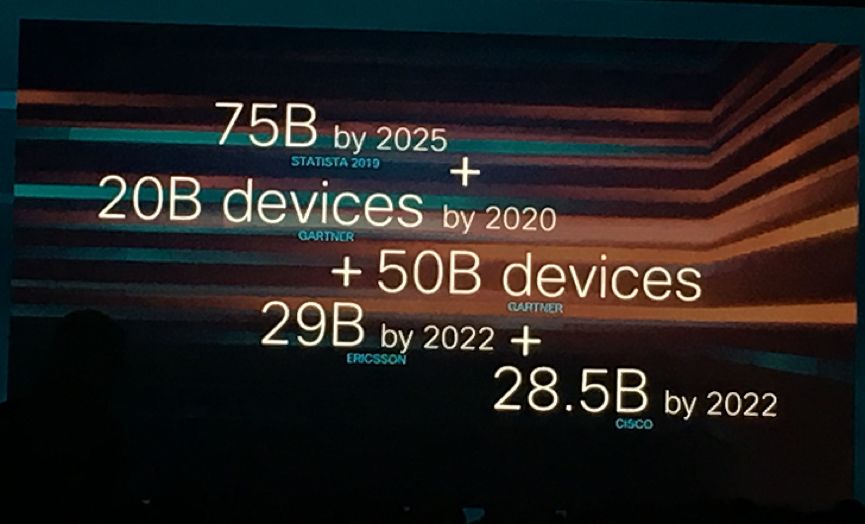 75B by 2025
STATISTA 2019
+
20B devices by 2020
GARTNER
+ 50B devices
GARTNER
29B by 2022 +
ERICSSON
28.5B by 2022
CISCO